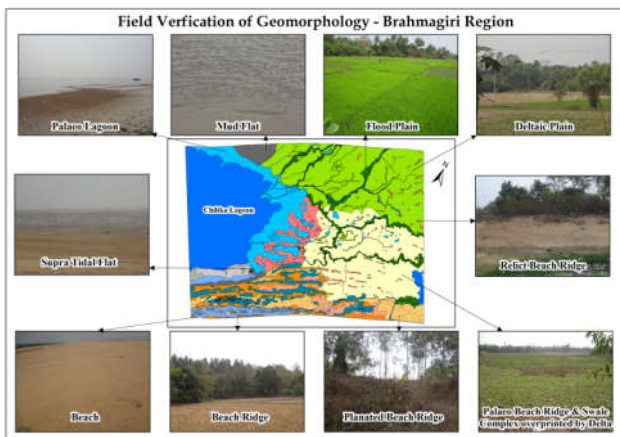 Field Verfication of Geomorphology - Brahmagiri Region
Palaeo Lagoon
Mud Flat
Flood Plain
Deltaic Plain
N
Chilika Lagoon
Supra Tidal Flat
Relict Beach Ridge
Beach
Beach Ridge
Planated Beach Ridge
Palaeo Beach Ridge & Swale
Complex overprinted by Delta